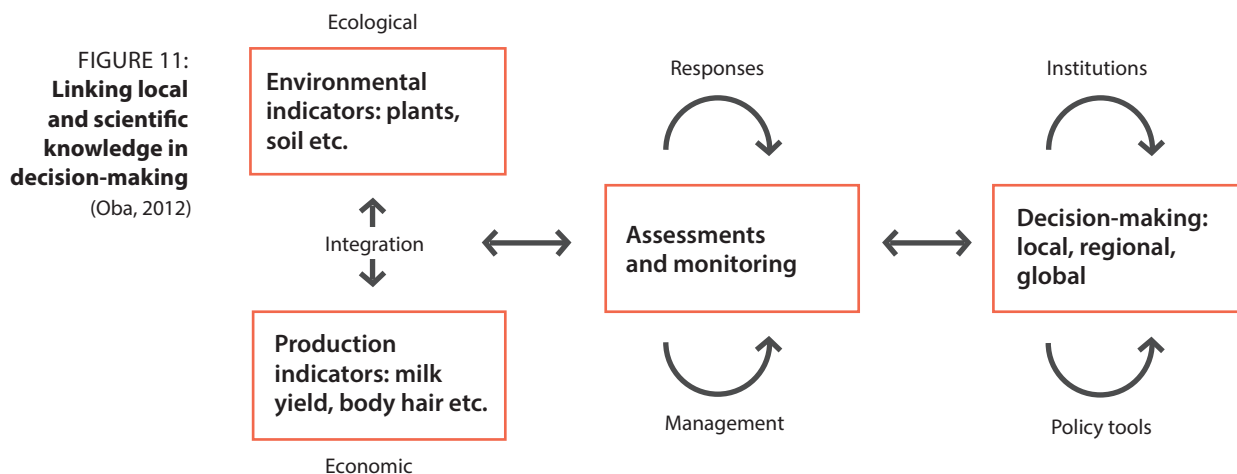 FIGURE 11:
Linking local
and scientific
knowledge in
decision-making
(Oba, 2012)
Ecological
Environmental
indicators: plants,
soil etc.
Integration
Production
indicators: milk
yield, body hair etc.
Economic
Responses
Assessments
and monitoring
Management
Institutions
Decision-making:
local, regional,
global
Policy tools